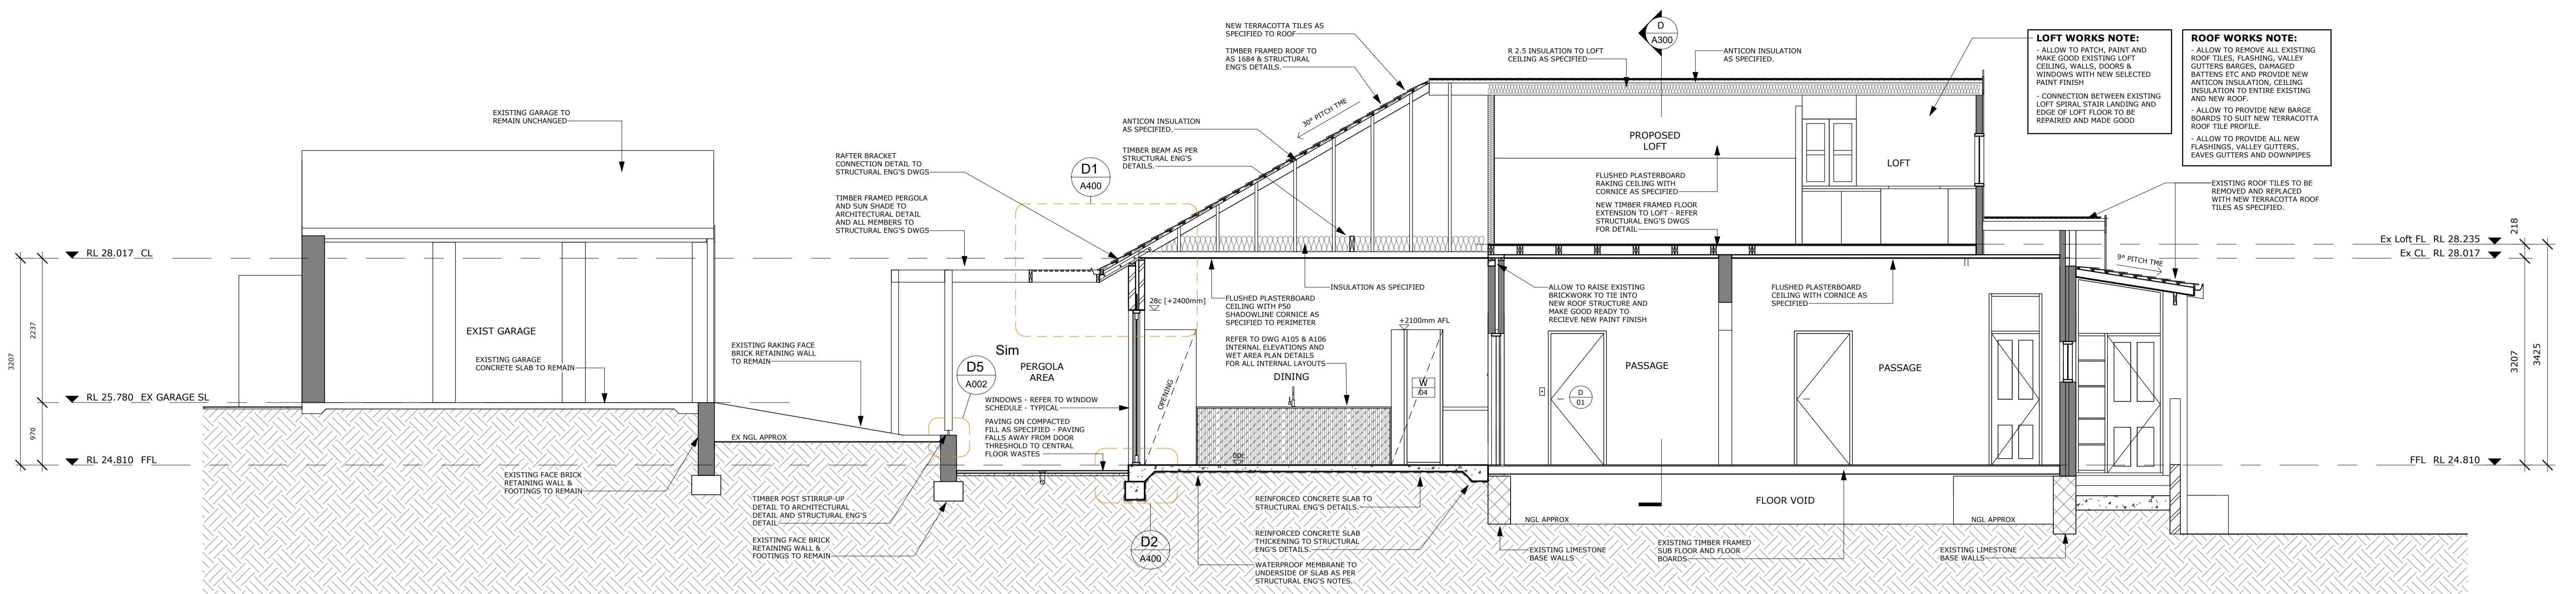 NEW TERRACOTTA TILES AS
SPECIFIED TO ROOF
TIMBER FRAMED ROOF TO
AS 1684 & STRUCTURAL
ENG'S DETAILS.
R 2.5 INSULATION TO LOFT
CEILING AS SPECIFIED
D
A300
ANTICON INSULATION
AS SPECIFIED.
LOFT WORKS NOTE:
- ALLOW TO PATCH, PAINT AND
MAKE GOOD EXISTING LOFT
CEILING, WALLS, DOORS &
WINDOWS WITH NEW SELECTED
PAINT FINISH
- CONNECTION BETWEEN EXISTING
LOFT SPIRAL STAIR LANDING AND
EDGE OF LOFT FLOOR TO BE
REPAIRED AND MADE GOOD
ROOF WORKS NOTE:
- ALLOW TO REMOVE ALL EXISTING
ROOF TILES, FLASHING, VALLEY
GUTTERS BARGES, DAMAGED
BATTENS ETC AND PROVIDE NEW
ANTICON INSULATION, CEILING
INSULATION TO ENTIRE EXISTING
AND NEW ROOF.
- ALLOW TO PROVIDE NEW BARGE
BOARDS TO SUIT NEW TERRACOTTA
ROOF TILE PROFILE.
- ALLOW TO PROVIDE ALL NEW
FLASHINGS, VALLEY GUTTERS,
EAVES GUTTERS AND DOWNPIPES
EXISTING GARAGE TO
REMAIN UNCHANGED
30° PITCH TME
ANTICON INSULATION
AS SPECIFIED.
TIMBER BEAM AS PER
STRUCTURAL ENG'S
DETAILS.
RAFTER BRACKET
CONNECTION DETAIL TO
STRUCTURAL ENG'S DWGS
D1
A400
TIMBER FRAMED PERGOLA
AND SUN SHADE TO
ARCHITECTURAL DETAIL
AND ALL MEMBERS TO
STRUCTURAL ENG'S DWGS
PROPOSED
LOFT
LOFT
FLUSHED PLASTERBOARD
RAKING CEILING WITH
CORNICE AS SPECIFIED
NEW TIMBER FRAMED FLOOR
EXTENSION TO LOFT - REFER
STRUCTURAL ENG'S DWGS
FOR DETAIL
EXISTING ROOF TILES TO BE
REMOVED AND REPLACED
WITH NEW TERRACOTTA ROOF
TILES AS SPECIFIED.
218
Ex Loft FL RL 28.235
Ex CL RL 28.017
RL 28.017 CL
9° PITCH TME
28c [+2400mm]
FLUSHED PLASTERBOARD
CEILING WITH P50
SHADOWLINE CORNICE AS
SPECIFIED TO PERIMETER
INSULATION AS SPECIFIED
ALLOW TO RAISE EXISTING
BRICKWORK TO TIE INTO
NEW ROOF STRUCTURE AND
MAKE GOOD READY TO
RECIEVE NEW PAINT FINISH
FLUSHED PLASTERBOARD
CEILING WITH CORNICE AS
SPECIFIED
+2100mm AFL
REFER TO DWG A105 & A106
INTERNAL ELEVATIONS AND
WET AREA PLAN DETAILS
FOR ALL INTERNAL LAYOUTS
3207
2237
970
EXIST GARAGE
EXISTING GARAGE
CONCRETE SLAB TO REMAIN
EXISTING RAKING FACE
BRICK RETAINING WALL
TO REMAIN
Sim
D5
A002
PERGOLA
AREA
DINING
PASSAGE
PASSAGE
3207
3425
OPENING
W
04
D
01
RL 25.780 EX GARAGE SL
WINDOWS - REFER TO WINDOW
SCHEDULE - TYPICAL
PAVING ON COMPACTED
FILL AS SPECIFIED - PAVING
FALLS AWAY FROM DOOR
THRESHOLD TO CENTRAL
FLOOR WASTES
EX NGL APPROX
00c
RL 24.810 FFL
FFL RL 24.810
EXISTING FACE BRICK
RETAINING WALL &
FOOTINGS TO REMAIN
TIMBER POST STIRRUP-UP
DETAIL TO ARCHITECTURAL
DETAIL AND STRUCTURAL ENG'S
DETAIL
EXISTING FACE BRICK
RETAINING WALL &
FOOTINGS TO REMAIN
D2
A400
REINFORCED CONCRETE SLAB TO
STRUCTURAL ENG'S DETAILS.
REINFORCED CONCRETE SLAB
THICKENING TO STRUCTURAL
ENG'S DETAILS.
WATERPROOF MEMBRANE TO
UNDERSIDE OF SLAB AS PER
STRUCTURAL ENG'S NOTES.
FLOOR VOID
NGL APPROX
NGL APPROX
EXISTING LIMESTONE
BASE WALLS
EXISTING TIMBER FRAMED
SUB FLOOR AND FLOOR
BOARDS
EXISTING LIMESTONE
BASE WALLS